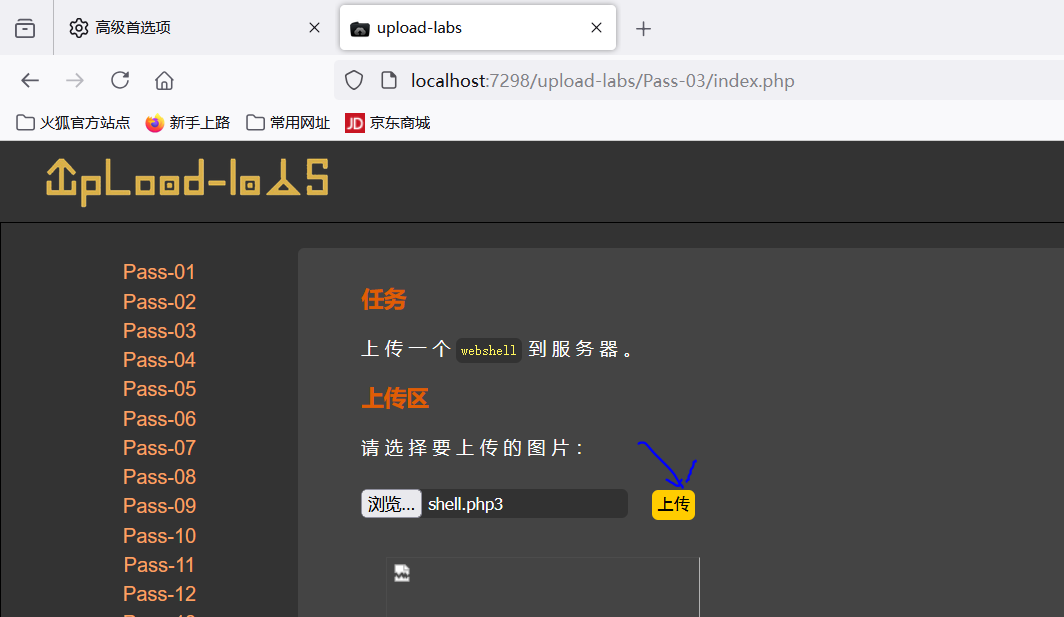 高级首选项
upload-labs
localhost:7298/upload-labs/Pass-03/index.php
火狐官方站点 新手上路 常用网址 JD 京东商城
UpLoad-labS
Pass-01
Pass-02
Pass-03
Pass-04
Pass-05
Pass-06
Pass-07
Pass-08
Pass-09
Pass-10
Pass-11
Pass-12
任务
上传一个 webshell 到服务器。
上传区
请选择要上传的图片：
浏览... shell.php3 上传